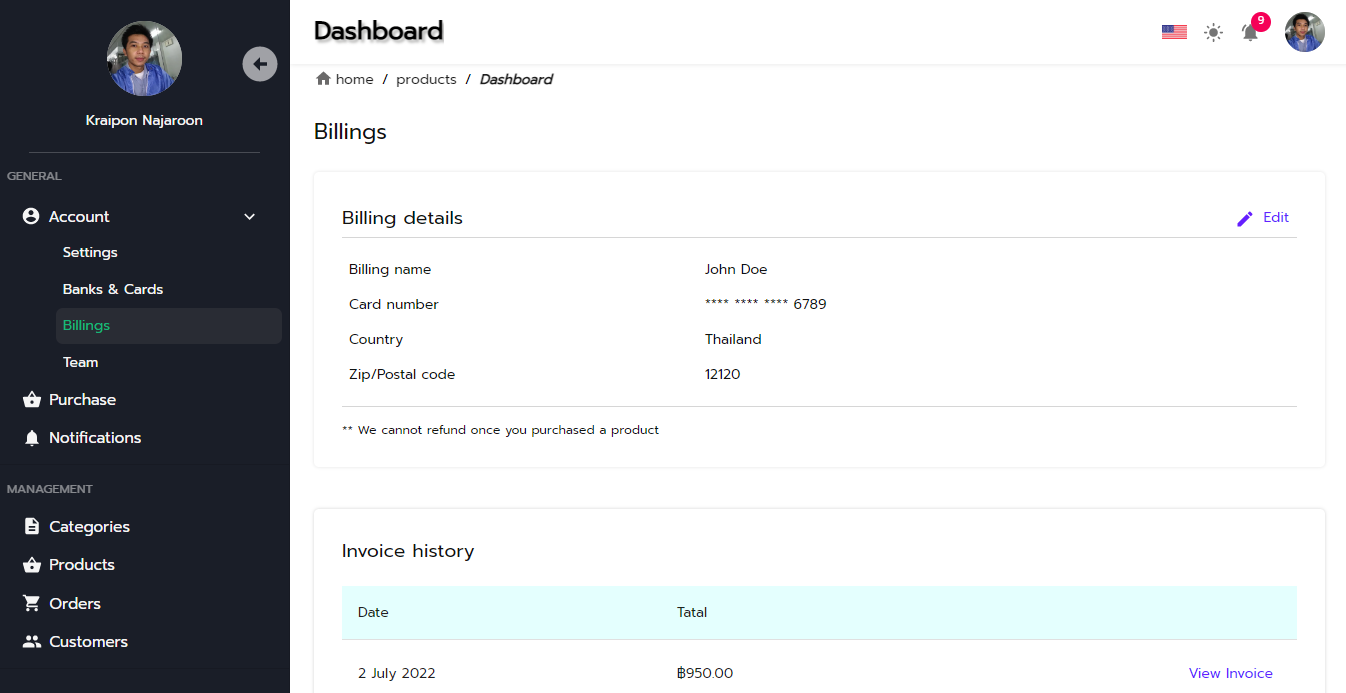 Kraipon Najaroon
GENERAL
Account
Settings
Banks & Cards
Billings
Team
Purchase
Notifications
MANAGEMENT
Categories
Products
Orders
Customers
Dashboard
9
home / products / Dashboard
Billings
Billing details Edit
Billing name John Doe
Card number **** **** **** 6789
Country Thailand
Zip/Postal code 12120
** We cannot refund once you purchased a product
Invoice history
Date Tatal
2 July 2022 ฿950.00 View Invoice